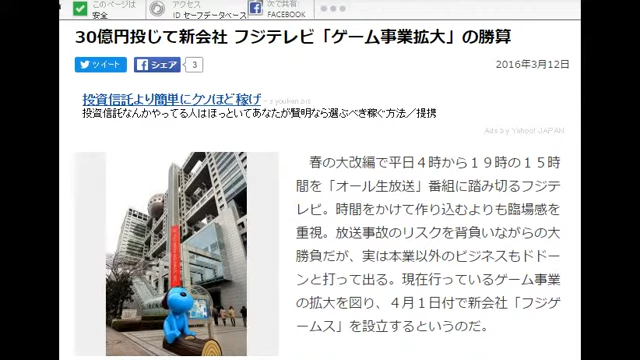 このページは
安全
アクセス
ID セーフデータベース
次で共有:
FACEBOOK
30億円投じて新会社 フジテレビ「ゲーム事業拡大」の勝算
ツイート
シェア
3
2016年3月12日
投資信託より簡単にクソほど稼げ
投資信託なんかやってる人はほっといてあなたが賢明なら選ぶべき稼ぐ方法／提携
Ads by Yahoo! JAPAN
春の大改編で平日４時から１９時の１５時
間を「オール生放送」番組に踏み切るフジテ
レビ。時間をかけて作り込むよりも臨場感を
重視。放送事故のリスクを背負いながらの大
勝負だが、実は本業以外のビジネスもドドー
ンと打って出る。現在行っているゲーム事業
の拡大を図り、４月１日付で新会社「フジゲ
ームス」を設立するというのだ。